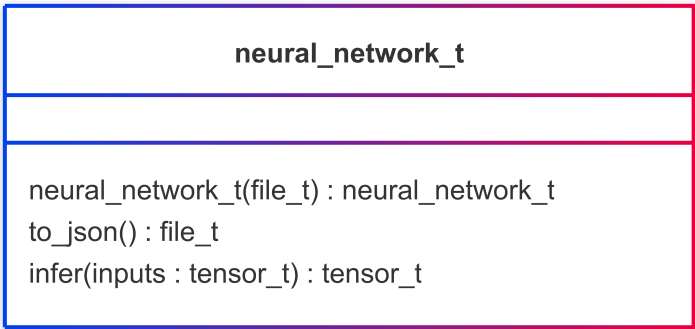 neural_network_t
neural_network_t(file_t) : neural_network_t
to_json() : file_t
infer(inputs : tensor_t) : tensor_t